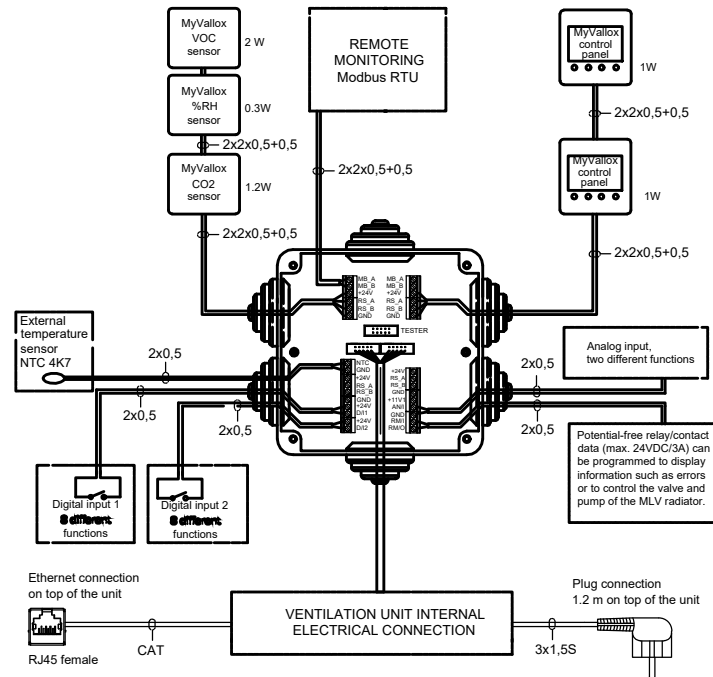 MyVallox
VOC
sensor
2 W
MyVallox
%RH
sensor
0.3W
2x2x0,5+0,5
MyVallox
CO2
sensor
1.2W
2x2x0,5+0,5
REMOTE
MONITORING
Modbus RTU
2x2x0,5+0,5
MyVallox
control
panel
1W
2x2x0,5+0,5
MyVallox
control
panel
1W
2x2x0,5+0,5
MB_A
MB_B
+24V
RS_A
RS_B
GND
MB_A
MB_B
+24V
RS_A
RS_B
GND
TESTER
NTC
GND
+24V
RS_A
RS_B
GND
+24V
D/I1
+24V
D/I2
+24V
RS_A
RS_B
GND
+11V1
AN/I
GND
RM/I
RM/O
External
temperature
sensor
NTC 4K7
2x0,5
2x0,5
2x0,5
Digital input 1
8 different
functions
Digital input 2
8 different
functions
2x0,5
2x0,5
Analog input,
two different functions
Potential-free relay/contact
data (max. 24VDC/3A) can
be programmed to display
information such as errors
or to control the valve and
pump of the MLV radiator.
Ethernet connection
on top of the unit
RJ45 female
CAT
VENTILATION UNIT INTERNAL
ELECTRICAL CONNECTION
3x1,5S
Plug connection
1.2 m on top of the unit